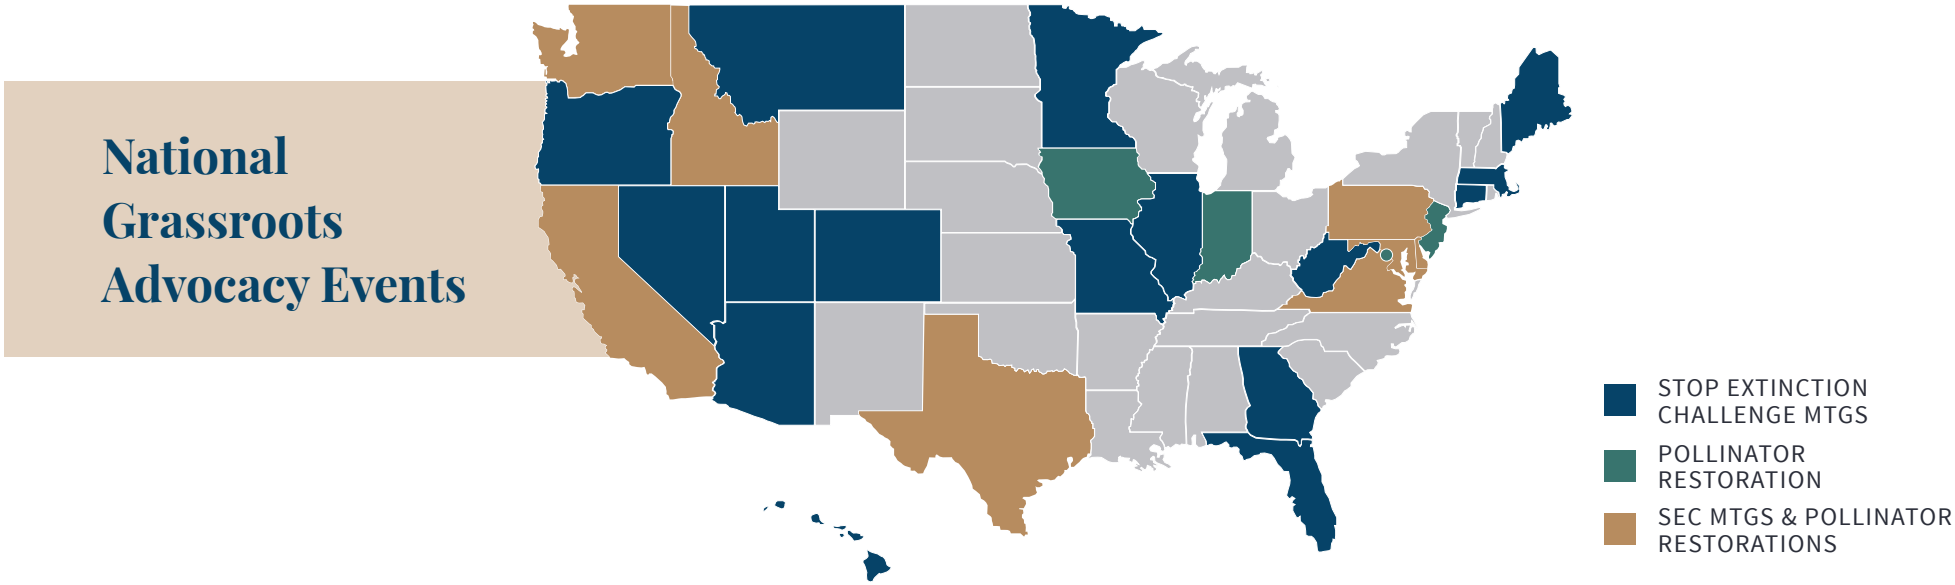 National
Grassroots
Advocacy Events
STOP EXTINCTION
CHALLENGE MTGS
POLLINATOR
RESTORATION
SEC MTGS & POLLINATOR
RESTORATIONS